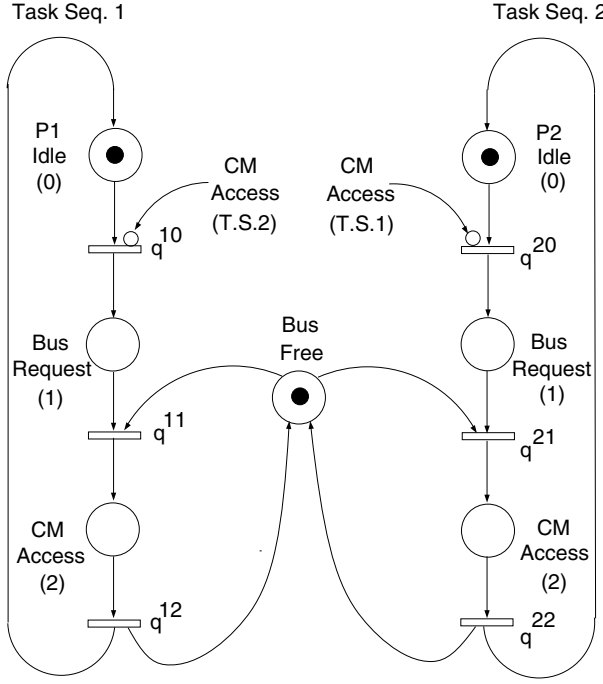 Task Seq. 1
Task Seq. 2
P1
Idle
(0)
P2
Idle
(0)
CM
Access
(T.S.2)
CM
Access
(T.S.1)
q10
q20
Bus
Request
(1)
Bus
Free
Bus
Request
(1)
q11
q21
CM
Access
(2)
CM
Access
(2)
q12
q22